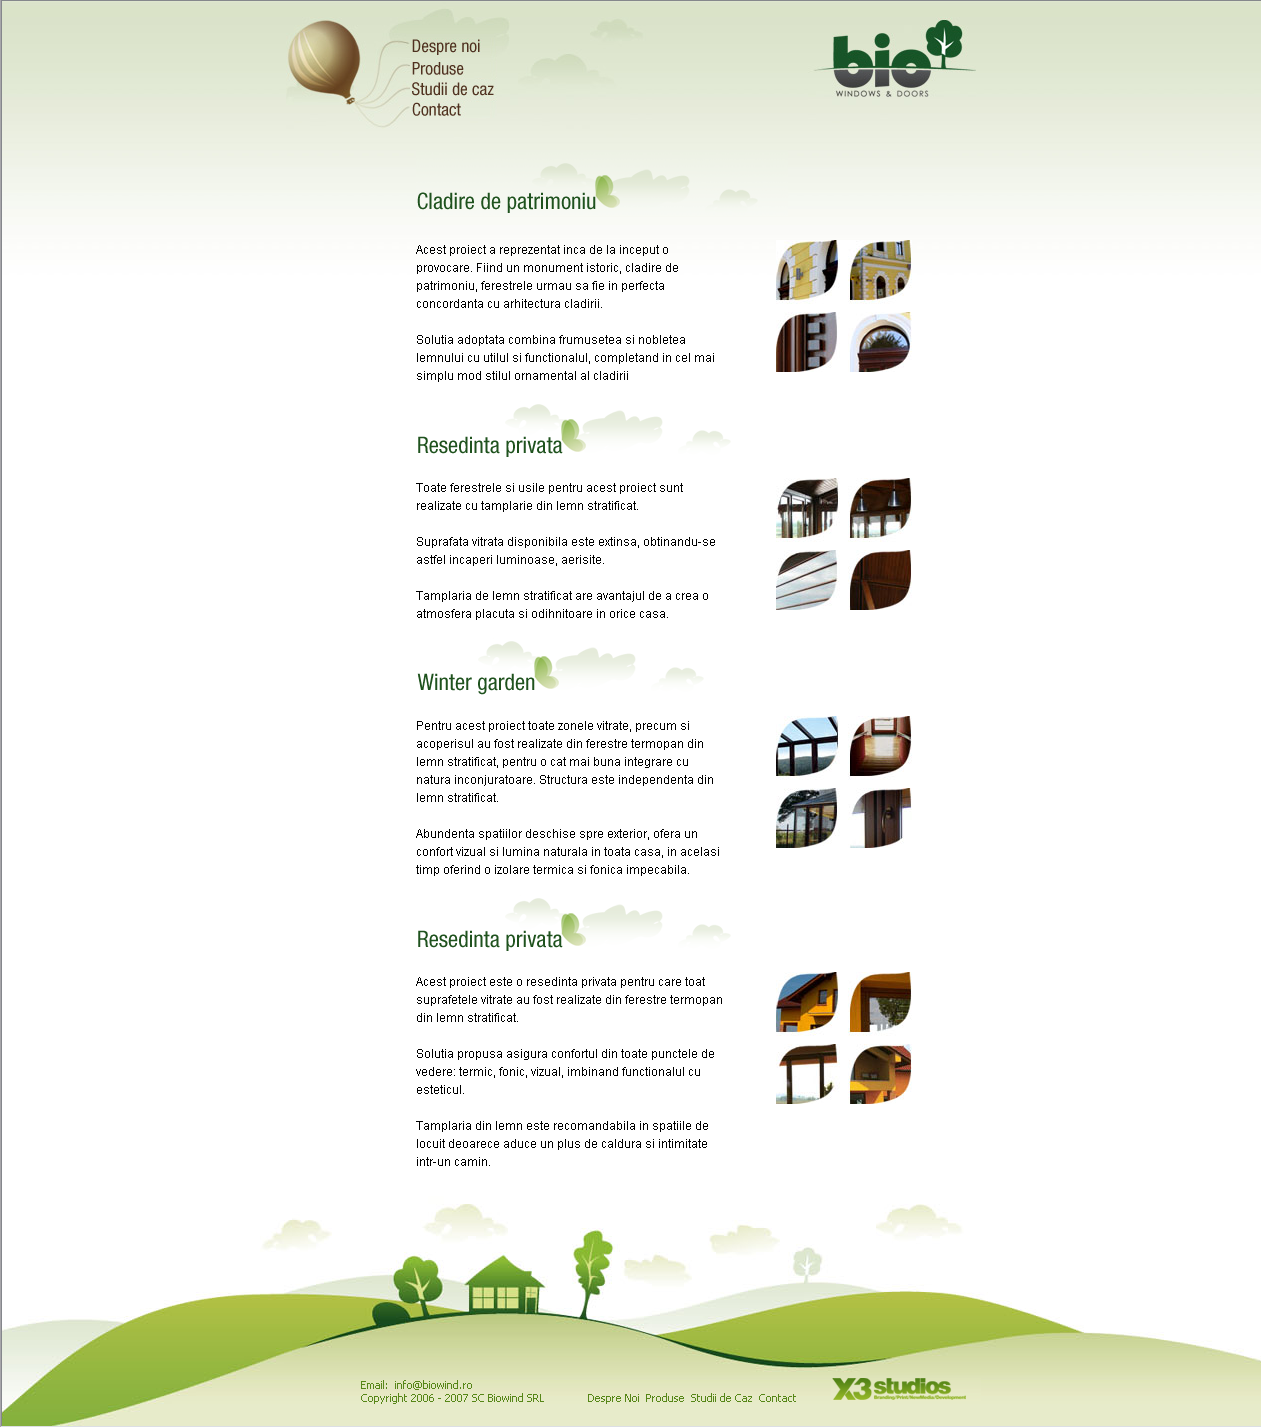 Despre noi
Produse
Studii de caz
Contact
bio
WINDOWS & DOORS
Cladire de patrimoniu
Acest proiect a reprezentat inca de la inceput o
provocare. Fiind un monument istoric, cladire de
patrimoniu, ferestrele urmau sa fie in perfecta
concordanta cu arhitectura cladirii.
Solutia adoptata combina frumusetea si nobletea
lemnului cu utilul si functionalul, completand in cel mai
simplu mod stilul ornamental al cladirii
Resedinta privata
Toate ferestrele si usile pentru acest proiect sunt
realizate cu tamplarie din lemn stratificat.
Suprafata vitrata disponibila este extinsa, obtinandu-se
astfel incaperi luminoase, aerisite.
Tamplaria de lemn stratificat are avantajul de a crea o
atmosfera placuta si odihnitoare in orice casa.
Winter garden
Pentru acest proiect toate zonele vitrate, precum si
acoperisul au fost realizate din ferestre termopan din
lemn stratificat, pentru o cat mai buna integrare cu
natura inconjuratoare. Structura este independenta din
lemn stratificat.
Abundenta spatiilor deschise spre exterior, ofera un
confort vizual si lumina naturala in toata casa, in acelasi
timp oferind o izolare termica si fonica impecabila.
Resedinta privata
Acest proiect este o resedinta privata pentru care toat
suprafetele vitrate au fost realizate din ferestre termopan
din lemn stratificat.
Solutia propusa asigura confortul din toate punctele de
vedere: termic, fonic, vizual, imbinand functionalul cu
esteticul.
Tamplaria din lemn este recomandabila in spatiile de
locuit deoarece aduce un plus de caldura si intimitate
intr-un camin.
Email: info@biowind.ro
Copyright 2006 - 2007 SC Biowind SRL
Despre Noi Produse Studii de Caz Contact
X3 studios